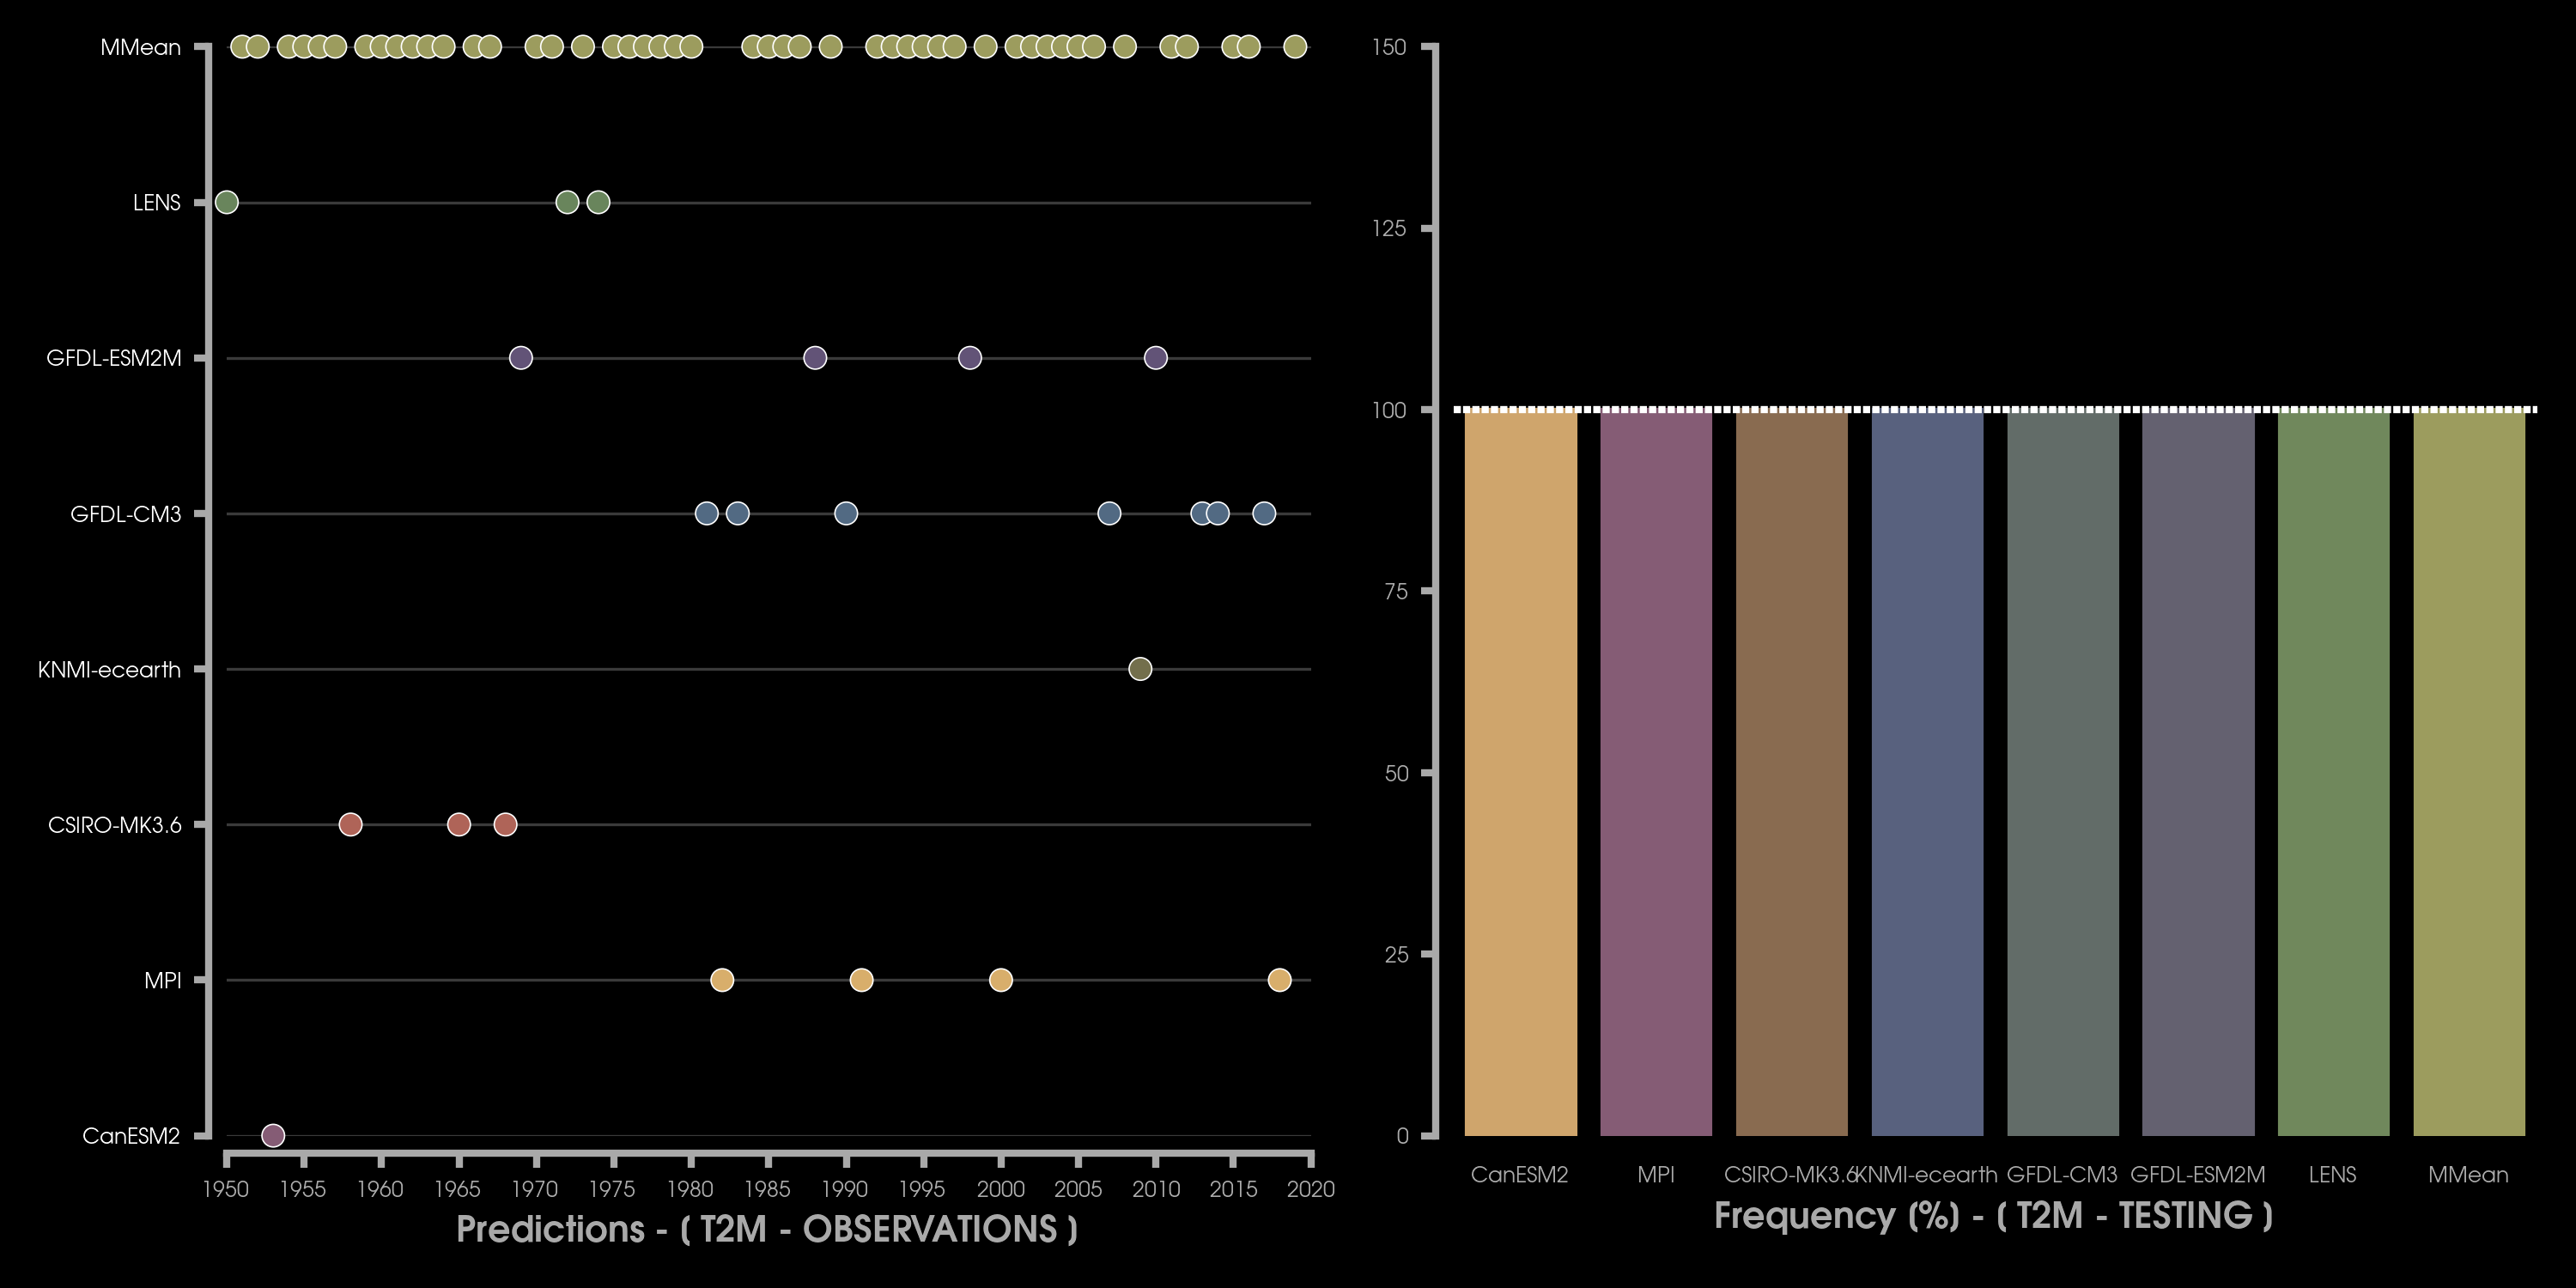 MMean
LENS
GFDL-ESM2M
GFDL-CM3
KNMI-ecearth
CSIRO-MK3.6
MPI
CanESM2
1950 1955 1960 1965 1970 1975 1980 1985 1990 1995 2000 2005 2010 2015 2020
Predictions - ( T2M - OBSERVATIONS )
150
125
100
75
50
25
0
CanESM2 MPI CSIRO-MK3.6 KNMI-ecearth GFDL-CM3 GFDL-ESM2M LENS MMean
Frequency (%) - ( T2M - TESTING )